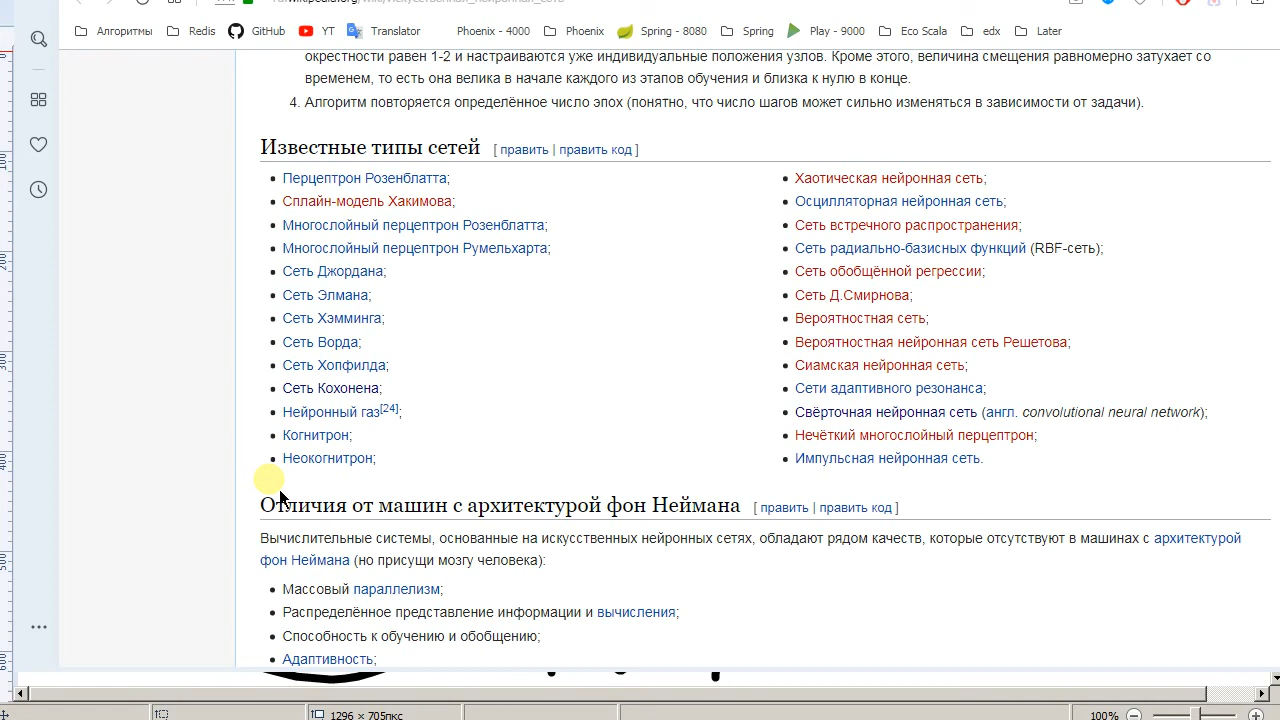 Алгоритмы Redis GitHub YT Translator Phoenix - 4000 Phoenix Spring - 8080 Spring Play - 9000 Eco Scala edx Later
окрестности равен 1-2 и настраиваются уже индивидуальные положения узлов. Кроме этого, величина смещения равномерно затухает со
временем, то есть она велика в начале каждого из этапов обучения и близка к нулю в конце.
4. Алгоритм повторяется определённое число эпох (понятно, что число шагов может сильно изменяться в зависимости от задачи).
Известные типы сетей [ править | править код ]
Перцептрон Розенблатта;
Сплайн-модель Хакимова;
Многослойный перцептрон Розенблатта;
Многослойный перцептрон Румельхарта;
Сеть Джордана;
Сеть Элмана;
Сеть Хэмминга;
Сеть Ворда;
Сеть Хопфилда;
Сеть Кохонена;
Нейронный газ[24];
Когнитрон;
Неокогнитрон;
Хаотическая нейронная сеть;
Осцилляторная нейронная сеть;
Сеть встречного распространения;
Сеть радиально-базисных функций (RBF-сеть);
Сеть обобщённой регрессии;
Сеть Д.Смирнова;
Вероятностная сеть;
Вероятностная нейронная сеть Решетова;
Сиамская нейронная сеть;
Сети адаптивного резонанса;
Свёрточная нейронная сеть (англ. convolutional neural network);
Нечёткий многослойный перцептрон;
Импульсная нейронная сеть.
Отличия от машин с архитектурой фон Неймана [ править | править код ]
Вычислительные системы, основанные на искусственных нейронных сетях, обладают рядом качеств, которые отсутствуют в машинах с архитектурой
фон Неймана (но присущи мозгу человека):
Массовый параллелизм;
Распределённое представление информации и вычисления;
Способность к обучению и обобщению;
Адаптивность;
1296 × 705пкс 100%